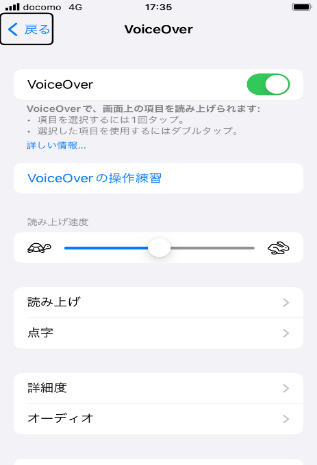 docomo 4G 17:35
戻る VoiceOver
VoiceOver
VoiceOverで、画面上の項目を読み上げられます:
・ 項目を選択するには1回タップ。
・ 選択した項目を使用するにはダブルタップ。
詳しい情報...
VoiceOverの操作練習
読み上げ速度
読み上げ
点字
詳細度
オーディオ